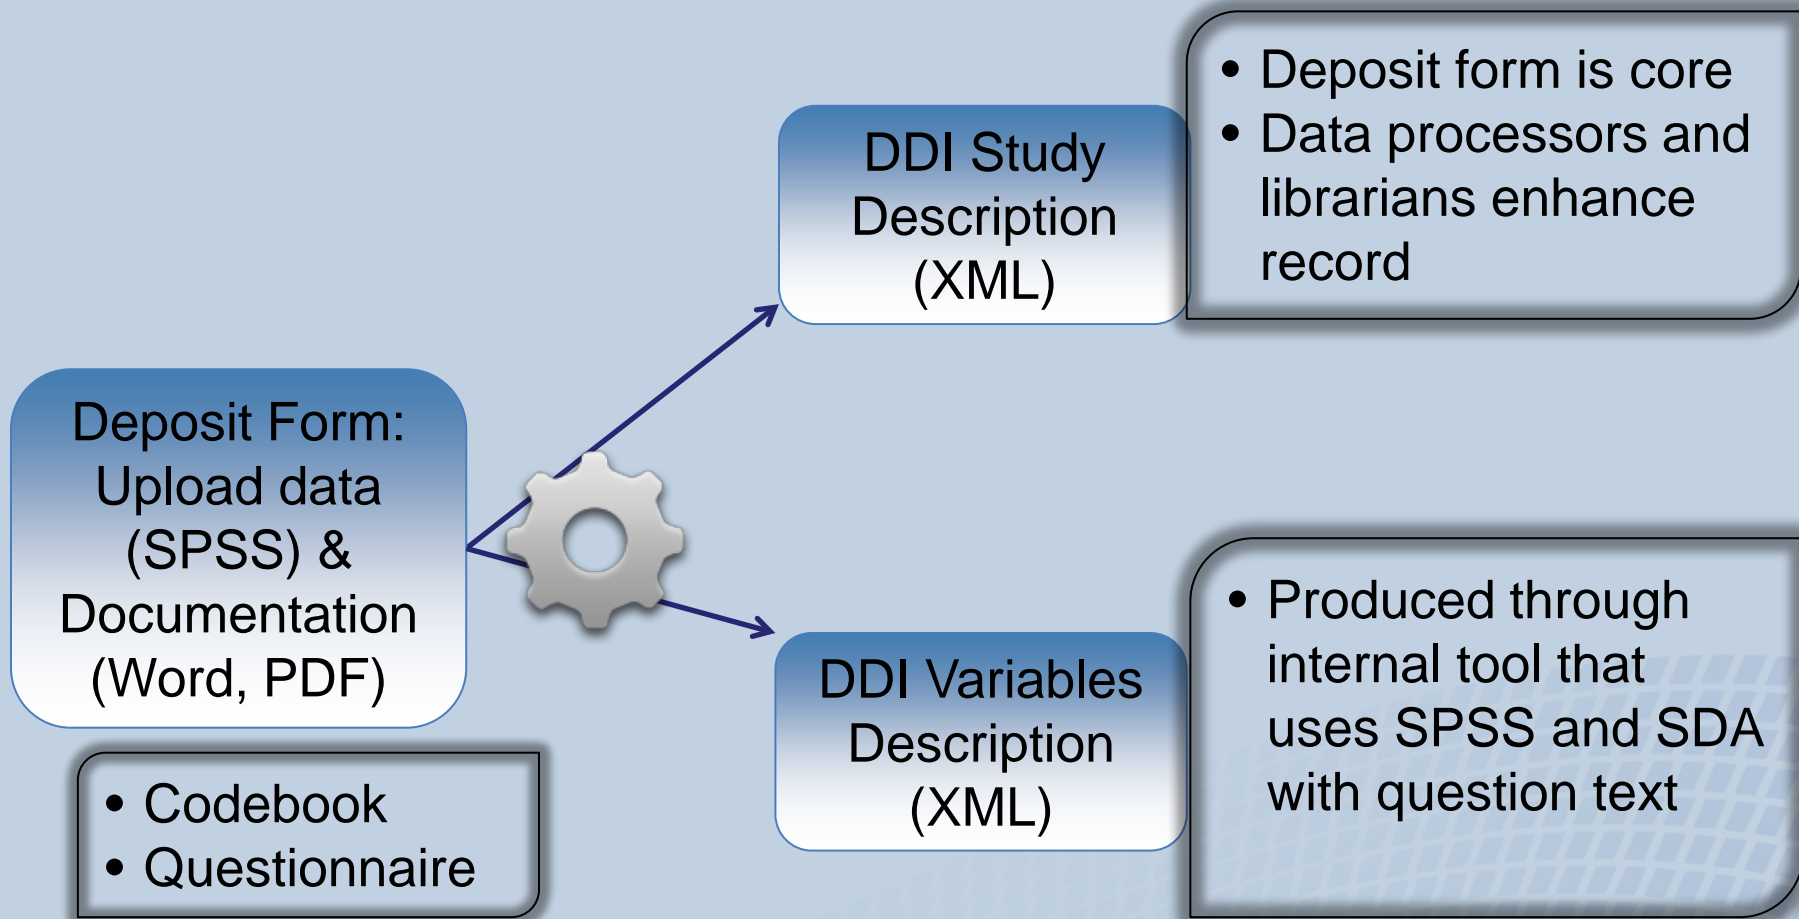 Deposit Form:
Upload data
(SPSS) &
Documentation
(Word, PDF)
• Codebook
• Questionnaire
DDI Study
Description
(XML)
• Deposit form is core
• Data processors and
librarians enhance
record
DDI Variables
Description
(XML)
• Produced through
internal tool that
uses SPSS and SDA
with question text